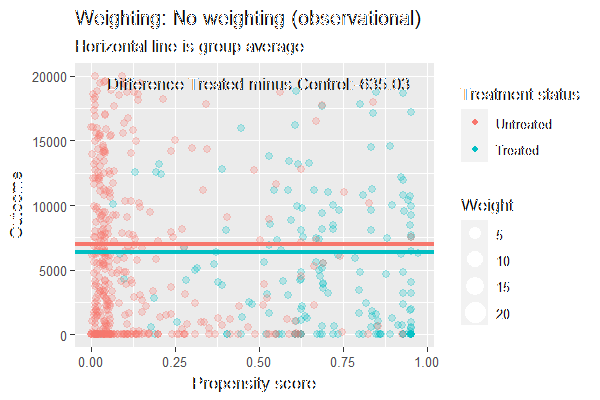 Weighting: No weighting (observational)
Horizontal line is group average
Difference Treated minus Control: 635.03
20000
15000
10000
5000
0
Outcome
0.00
0.25
0.50
0.75
1.00
Propensity score
Treatment status
Untreated
Treated
Weight
5
10
15
20